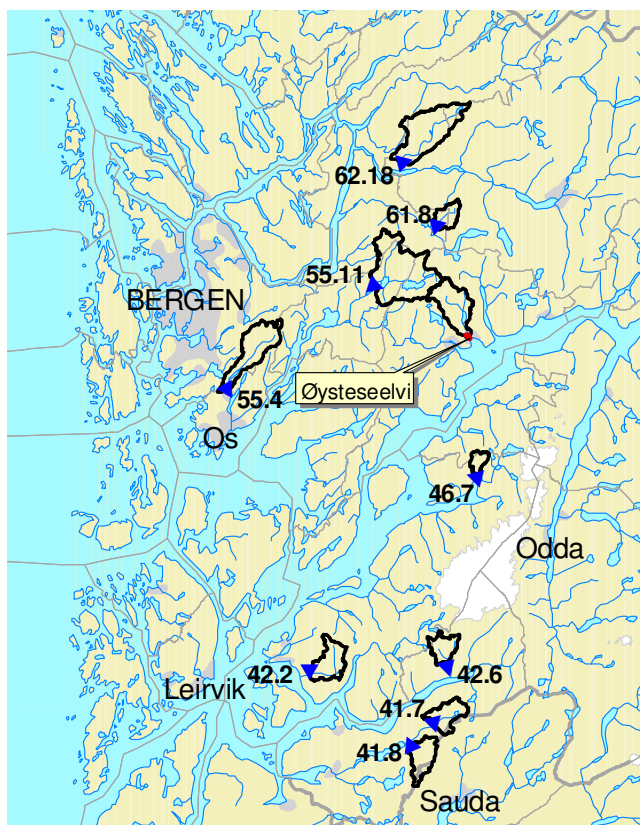 62.18
61.8
55.11
BERGEN
Øysteseelvi
55.4
Os
46.7
Odda
42.2
42.6
Leirvik
41.7
41.8
Sauda